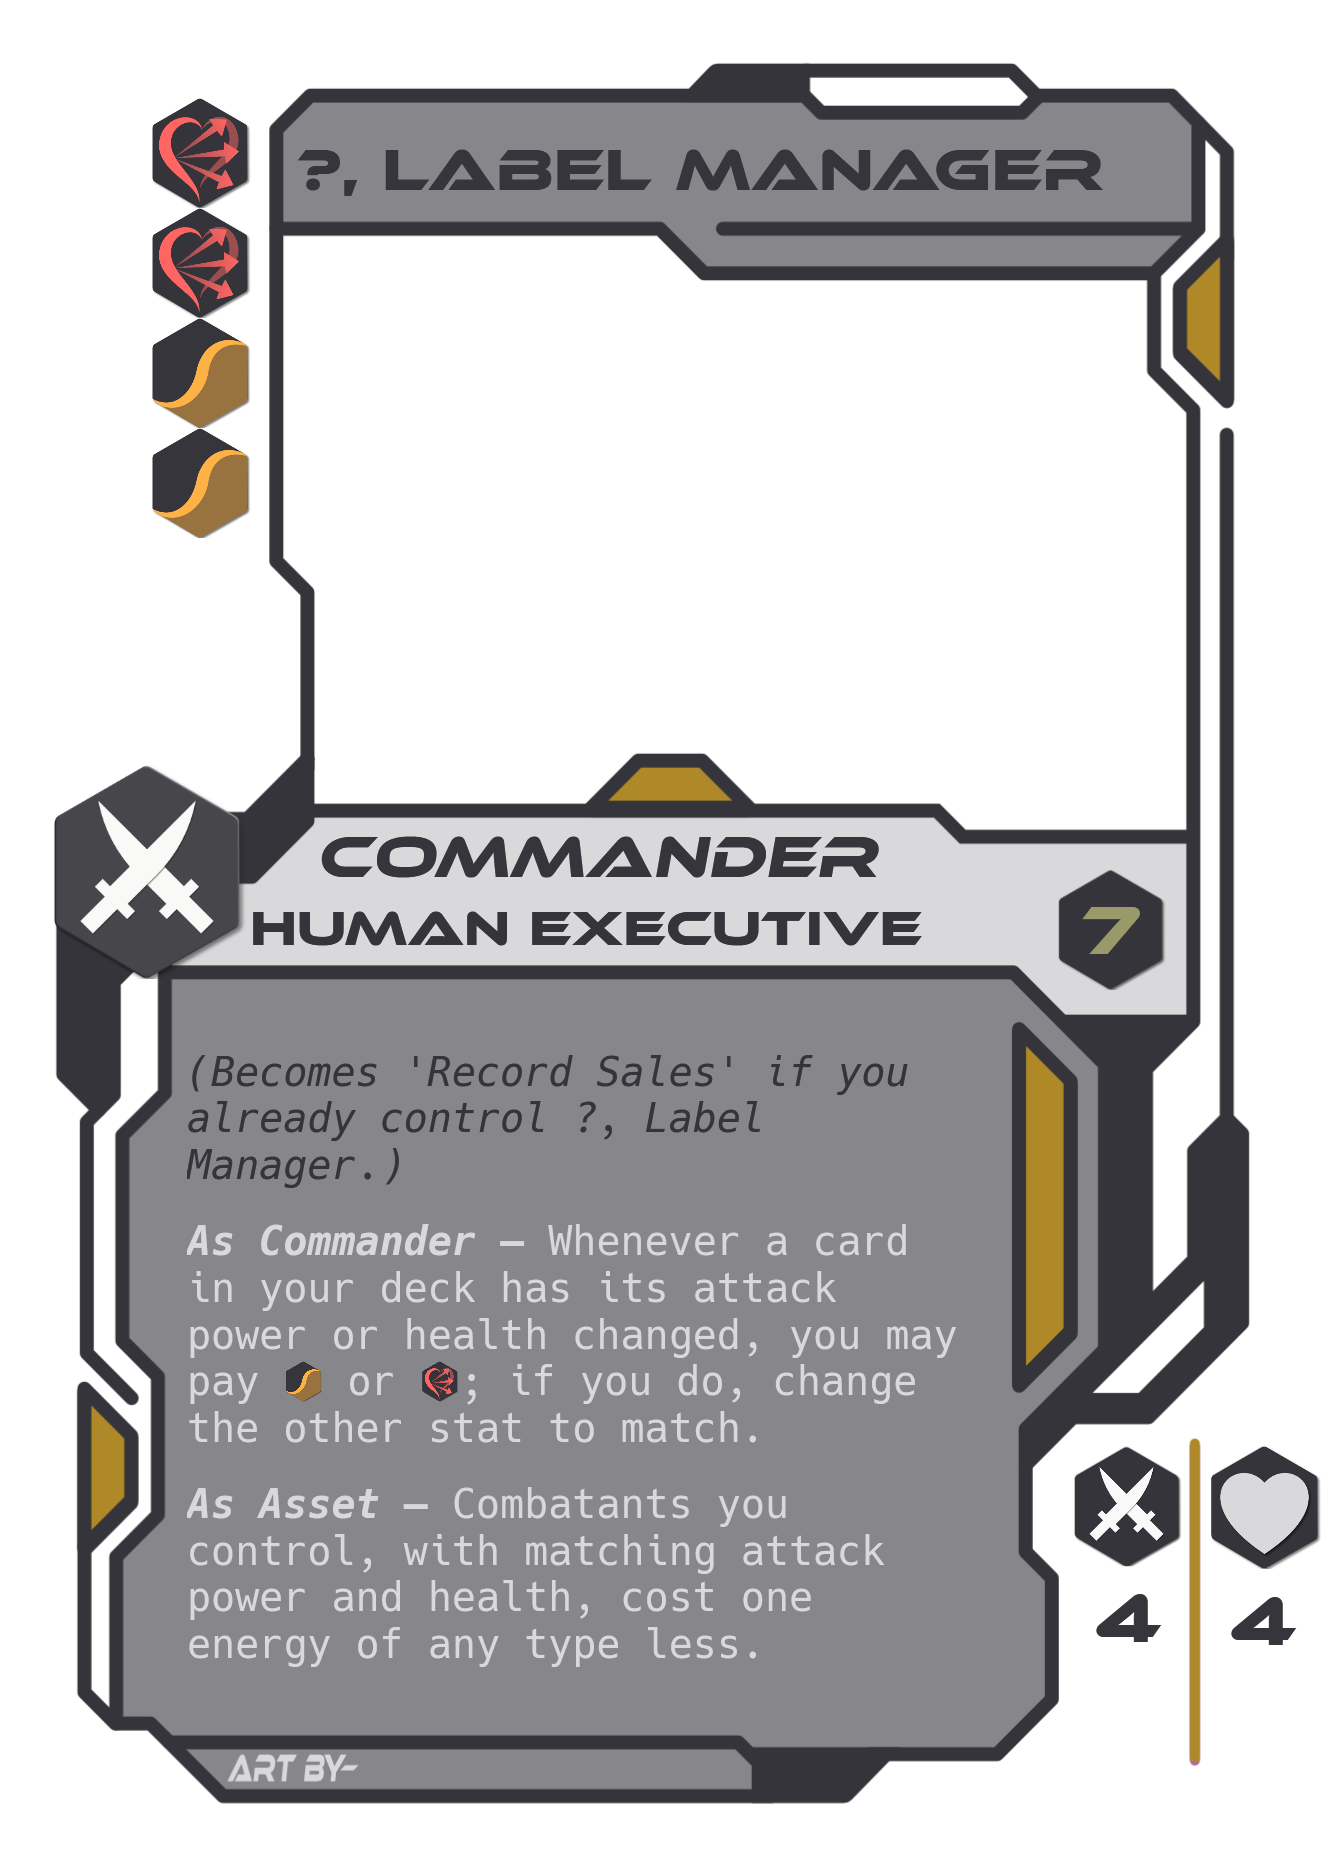 ?, LABEL MANAGER
COMMANDER
HUMAN EXECUTIVE
7
(Becomes 'Record Sales' if you
already control ?, Label
Manager.)
As Commander — Whenever a card
in your deck has its attack
power or health changed, you may
pay or ; if you do, change
the other stat to match.
As Asset — Combatants you
control, with matching attack
power and health, cost one
energy of any type less.
4 4
ART BY-